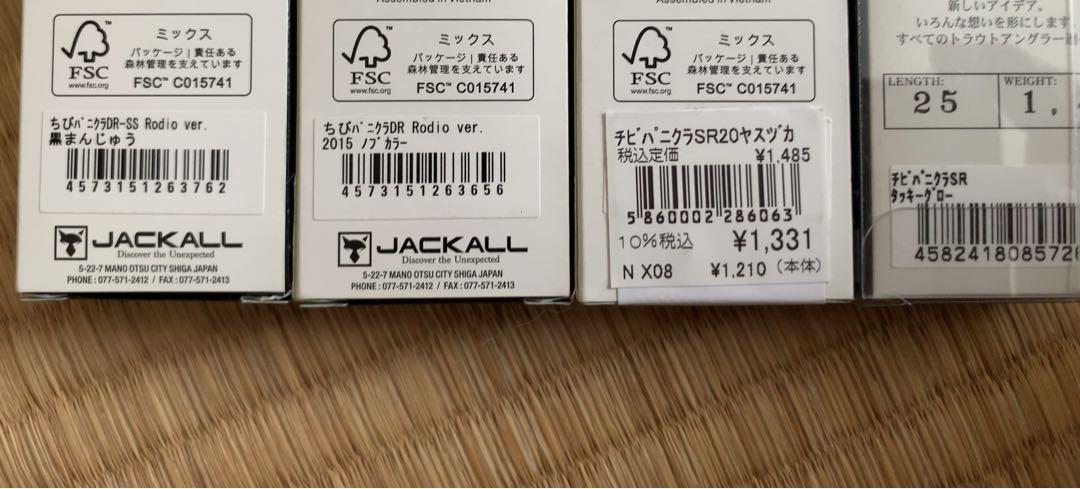 ミックス
パッケージ | 責任ある
森林管理を支えています
FSC™ C015741
FSC
www.fsc.org
ちびパニクラDR-SS Rodio ver.
黒まんじゅう
4573151263762
JACKALL
Discover the Unexpected
5-22-7 MANO OTSU CITY SHIGA JAPAN
PHONE : 077-571-2412 / FAX : 077-571-2413
ミックス
パッケージ | 責任ある
森林管理を支えています
FSC™ C015741
FSC
www.fsc.org
ちびパニクラDR Rodio ver.
2015 ノブカラー
4573151263656
JACKALL
Discover the Unexpected
5-22-7 MANO OTSU CITY SHIGA JAPAN
PHONE : 077-571-2412 / FAX : 077-571-2413
Assembled in Vietnam
ミックス
パッケージ | 責任ある
森林管理を支えています
FSC™ C015741
FSC
www.fsc.org
チビパニクラSR20ヤスヅカ
税込定価 ¥1,485
5860002286063
10%税込 ¥1,331
N X08 ¥1,210（本体）
新しいアイデア。
いろんな想いを形にします
すべてのトラウトアングラー
LENGTH: WEIGHT:
25 1,
チビパニクラSR
タッキーグロー
458241808572